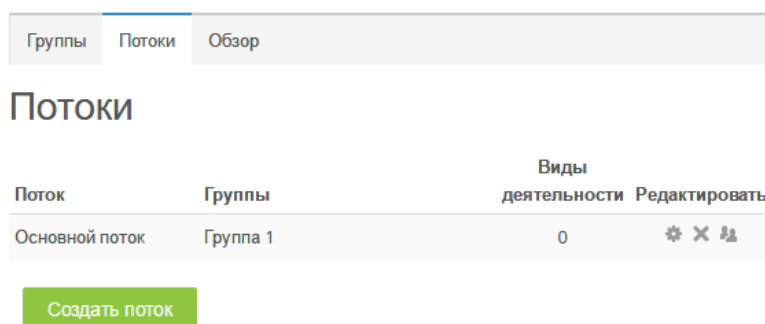 Группы Потоки Обзор
Потоки
Виды
Поток Группы деятельности Редактировать
Основной поток Группа 1 0
Создать поток